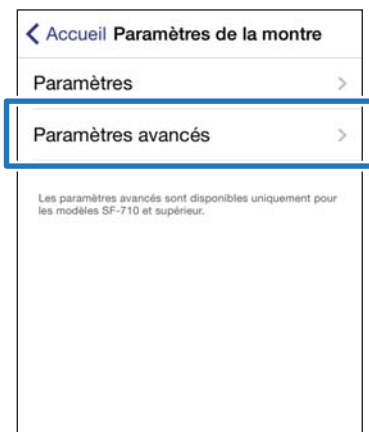 Accueil Paramètres de la montre
Paramètres
Paramètres avancés
Les paramètres avancés sont disponibles uniquement pour
les modèles SF-710 et supérieur.